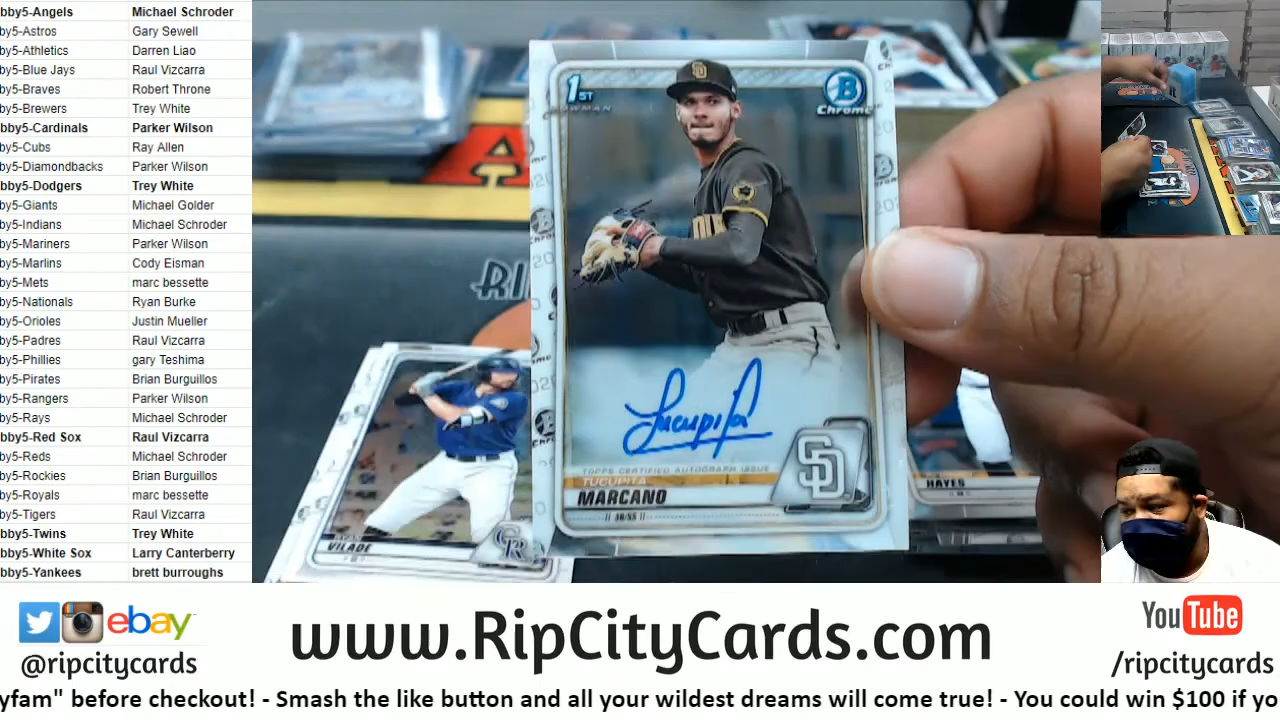 bby5-Angels Michael Schroder
by5-Astros Gary Sewell
by5-Athletics Darren Liao
by5-Blue Jays Raul Vizcarra
by5-Braves Robert Throne
by5-Brewers Trey White
bby5-Cardinals Parker Wilson
by5-Cubs Ray Allen
by5-Diamondbacks Parker Wilson
bby5-Dodgers Trey White
by5-Giants Michael Golder
by5-Indians Michael Schroder
by5-Mariners Parker Wilson
by5-Marlins Cody Eisman
by5-Mets marc bessette
by5-Nationals Ryan Burke
by5-Orioles Justin Mueller
by5-Padres Raul Vizcarra
by5-Phillies gary Teshima
by5-Pirates Brian Burguillos
by5-Rangers Parker Wilson
by5-Rays Michael Schroder
bby5-Red Sox Raul Vizcarra
by5-Reds Michael Schroder
by5-Rockies Brian Burguillos
by5-Royals marc bessette
by5-Tigers Raul Vizcarra
bby5-Twins Trey White
bby5-White Sox Larry Canterberry
bby5-Yankees brett burroughs
1ST
BOWMAN
B
Chrome
Tucupita
SD
TOPPS CERTIFIED AUTOGRAPH ISSUE
TUCUPITA
MARCANO
VILADE
CR
HAYES
RI
ebay
@ripcitycards
www.RipCityCards.com
YouTube
/ripcitycards
yfam" before checkout! - Smash the like button and all your wildest dreams will come true! - You could win $100 if yo